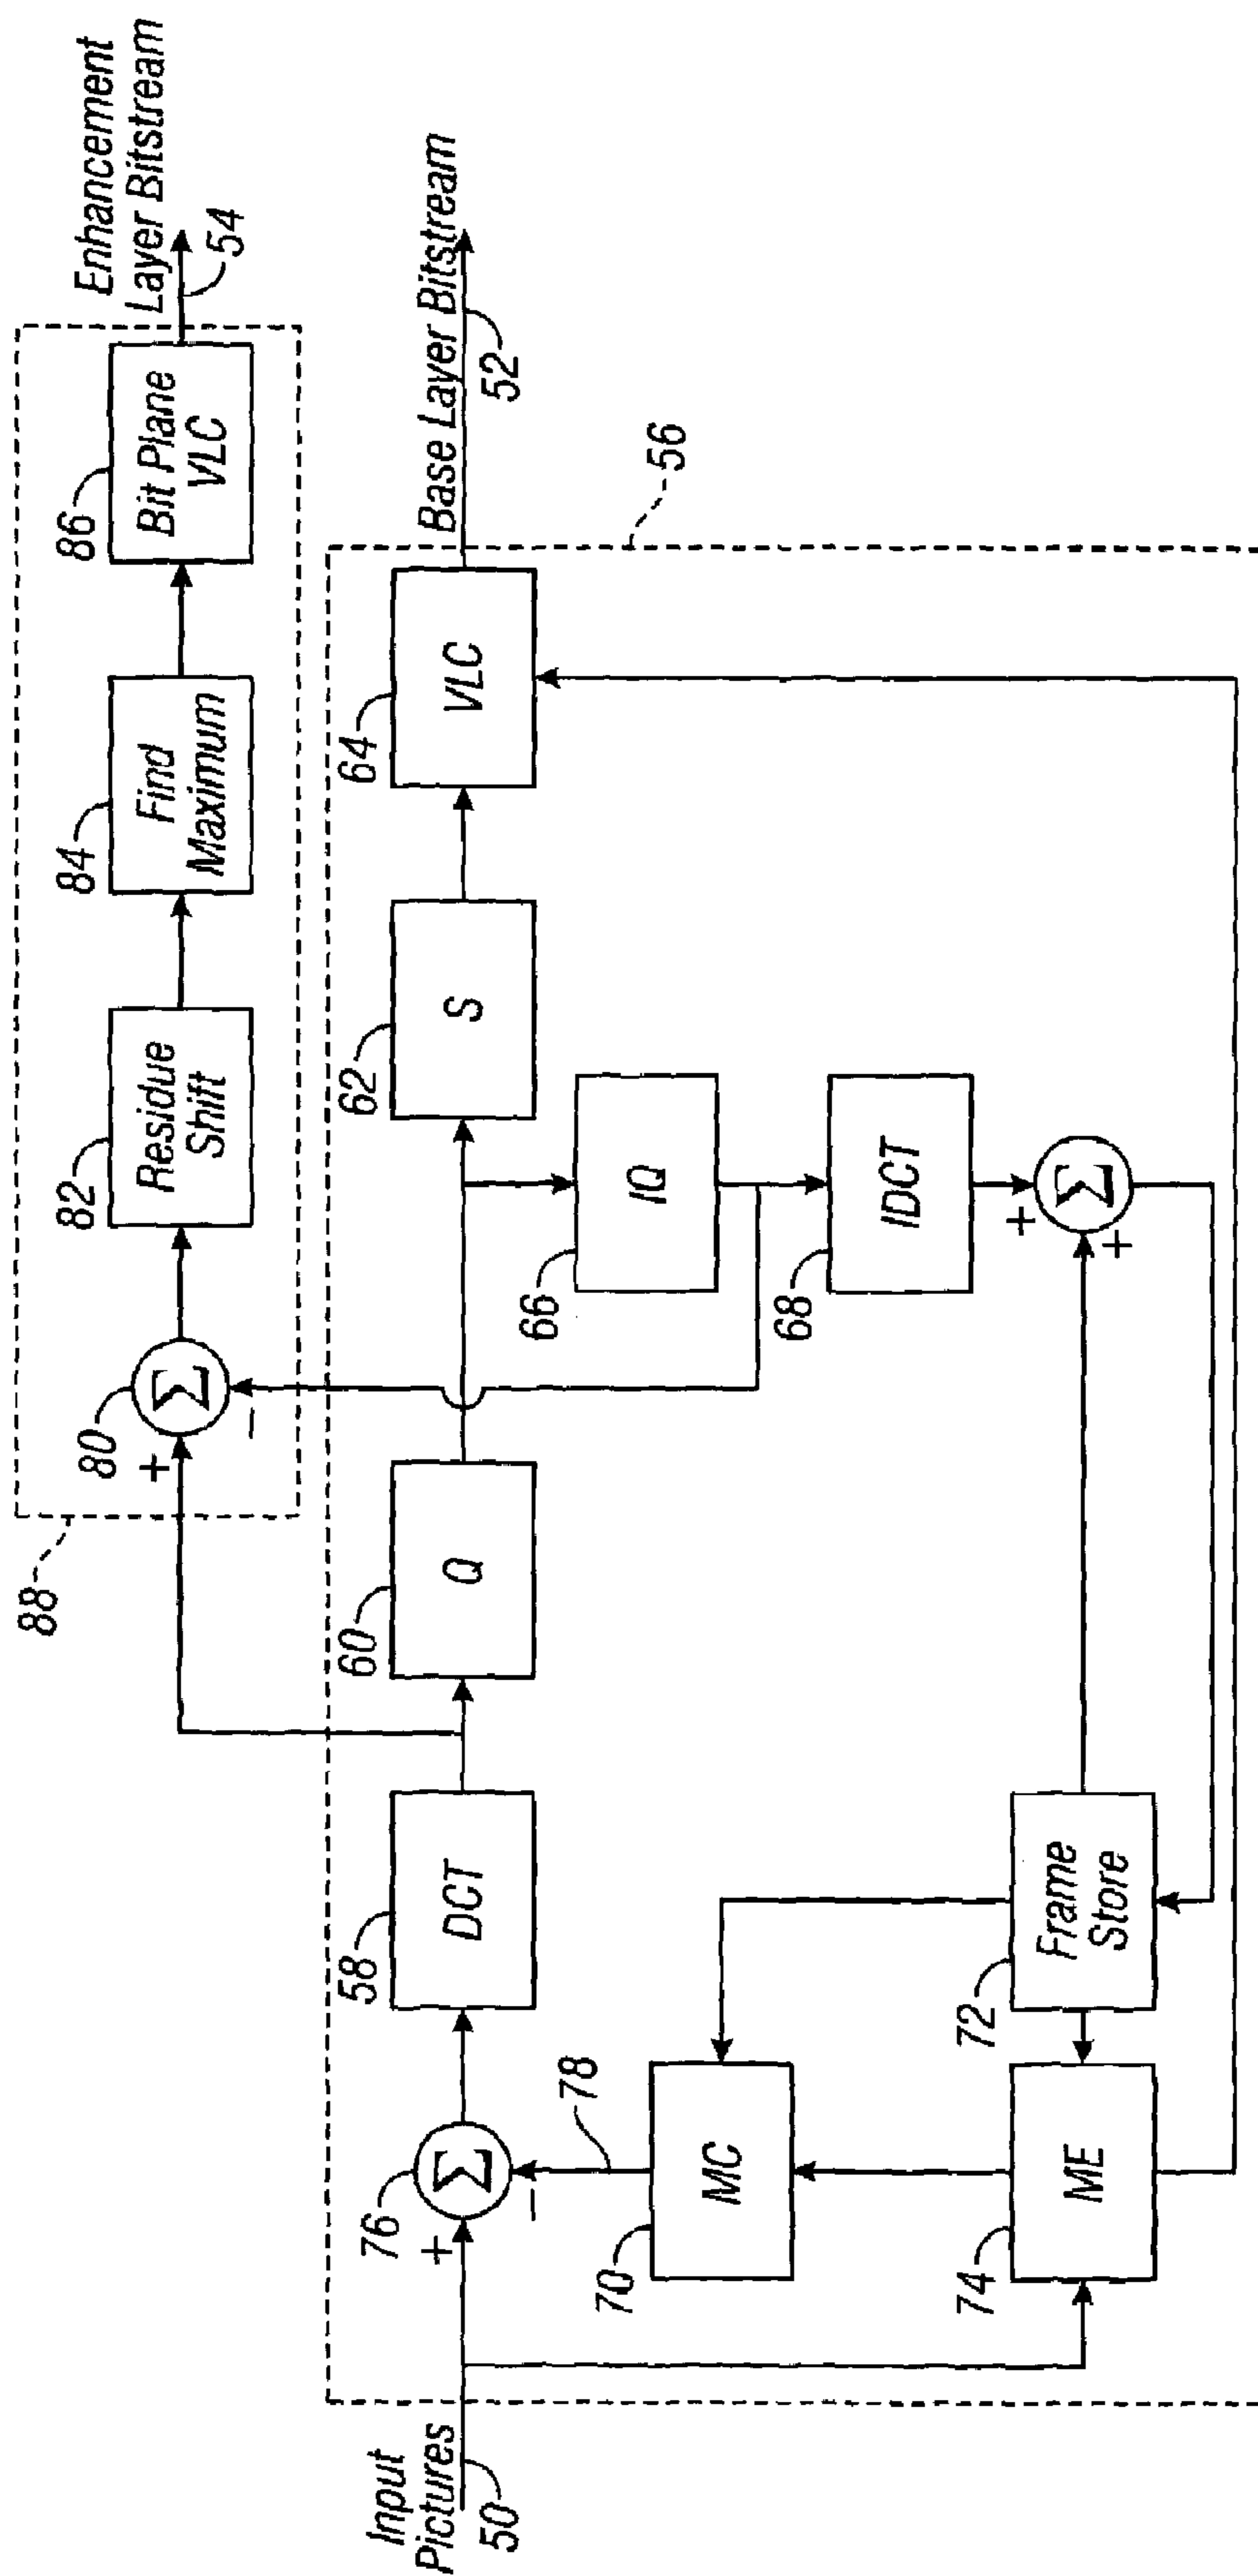 Enhancement
Layer Bitstream
54
88
80
+
−
Σ
82
Residue
Shift
84
Find
Maximum
86
Bit Plane
VLC
Input
Pictures
50
76
+
−
Σ
78
58
DCT
60
Q
62
S
64
VLC
Base Layer Bitstream
52
56
66
IQ
68
IDCT
+
+
Σ
70
MC
72
Frame
Store
74
ME